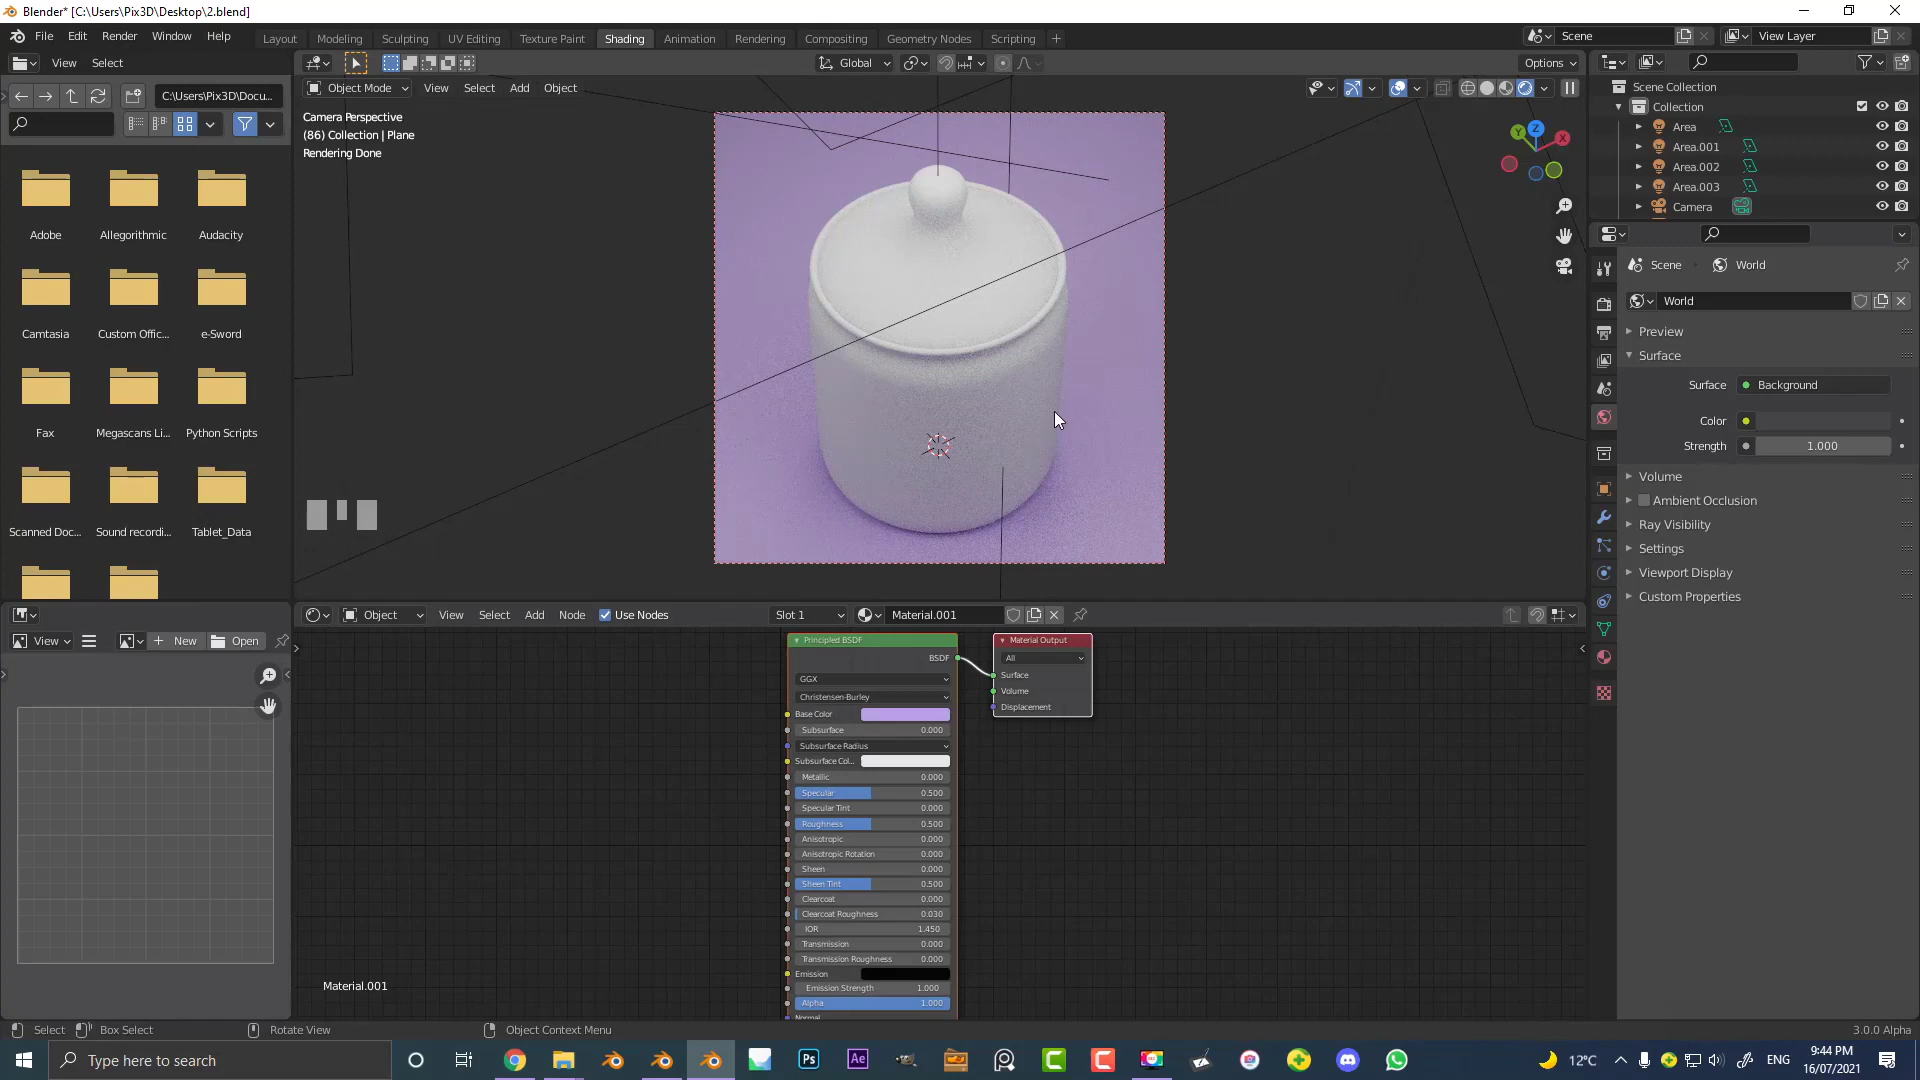 Blender* [C:\Users\Pix3D\Desktop\2.blend]
File Edit Render Window Help
Layout Modeling Sculpting UV Editing Texture Paint Shading Animation Rendering Compositing Geometry Nodes Scripting +
Scene
View Layer
View Select
Global
Options
C:\Users\Pix3D\Docu...
Object Mode View Select Add Object
Scene Collection
Collection
Area
Area.001
Area.002
Area.003
Camera
Camera Perspective
(86) Collection | Plane
Rendering Done
X
Y
Z
Adobe
Allegorithmic
Audacity
Camtasia
Custom Offic...
e-Sword
Fax
Megascans Li...
Python Scripts
Scanned Doc...
Sound recordi...
Tablet_Data
Scene World
World
Preview
Surface
Surface Background
Color
Strength 1.000
Volume
Ambient Occlusion
Ray Visibility
Settings
Viewport Display
Custom Properties
View New Open
Object View Select Add Node Use Nodes Slot 1 Material.001
Principled BSDF
BSDF
GGX
Christensen-Burley
Base Color
Subsurface 0.000
Subsurface Radius
Subsurface Col...
Metallic 0.000
Specular 0.500
Specular Tint 0.000
Roughness 0.500
Anisotropic 0.000
Anisotropic Rotation 0.000
Sheen 0.000
Sheen Tint 0.500
Clearcoat 0.000
Clearcoat Roughness 0.030
IOR 1.450
Transmission 0.000
Transmission Roughness 0.000
Emission
Emission Strength 1.000
Alpha 1.000
Normal
Material Output
All
Surface
Volume
Displacement
Material.001
Select Box Select Rotate View Object Context Menu
3.0.0 Alpha
Type here to search
Ps
Ae
12°C
ENG
9:44 PM
16/07/2021